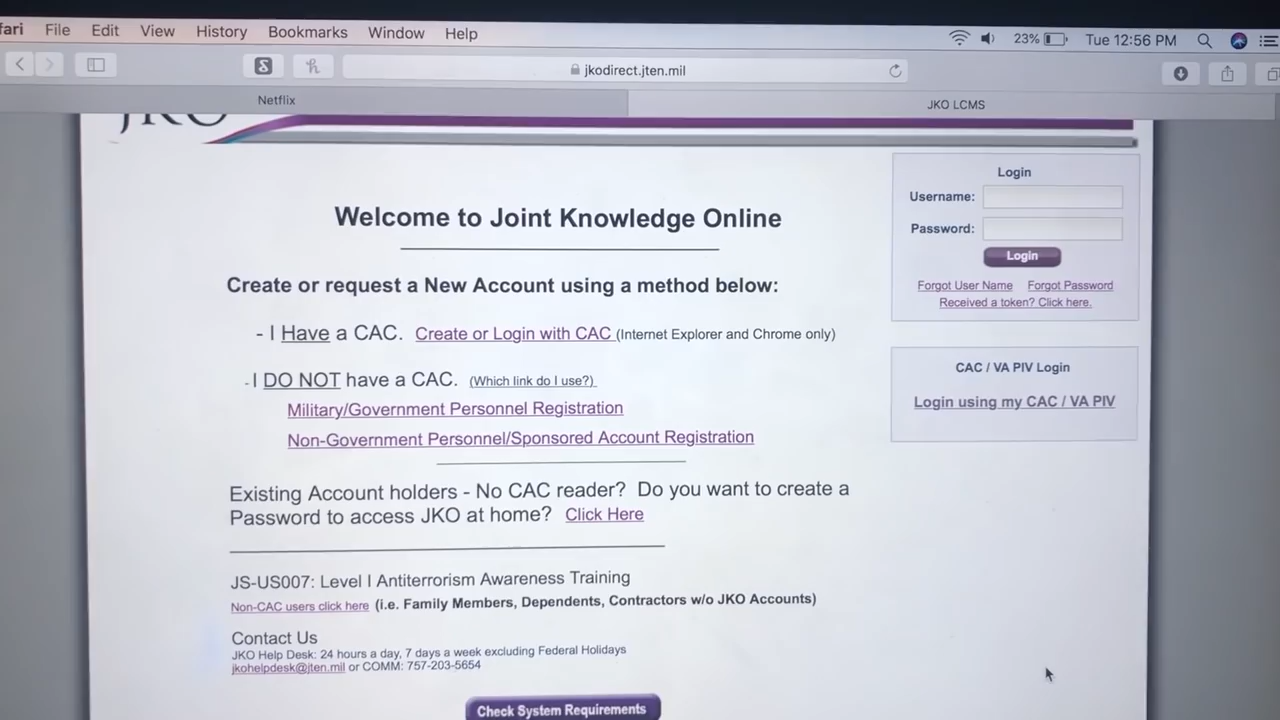 File Edit View History Bookmarks Window Help
23% Tue 12:56 PM
jkodirect.jten.mil
Netflix
JKO LCMS
JKO
Welcome to Joint Knowledge Online
Create or request a New Account using a method below:
- I Have a CAC. Create or Login with CAC (Internet Explorer and Chrome only)
- I DO NOT have a CAC. (Which link do I use?)
Military/Government Personnel Registration
Non-Government Personnel/Sponsored Account Registration
Existing Account holders - No CAC reader? Do you want to create a
Password to access JKO at home? Click Here
JS-US007: Level I Antiterrorism Awareness Training
Non-CAC users click here (i.e. Family Members, Dependents, Contractors w/o JKO Accounts)
Contact Us
JKO Help Desk: 24 hours a day, 7 days a week excluding Federal Holidays
jkohelpdesk@jten.mil or COMM: 757-203-5654
Check System Requirements
Login
Username:
Password:
Login
Forgot User Name Forgot Password
Received a token? Click here.
CAC / VA PIV Login
Login using my CAC / VA PIV